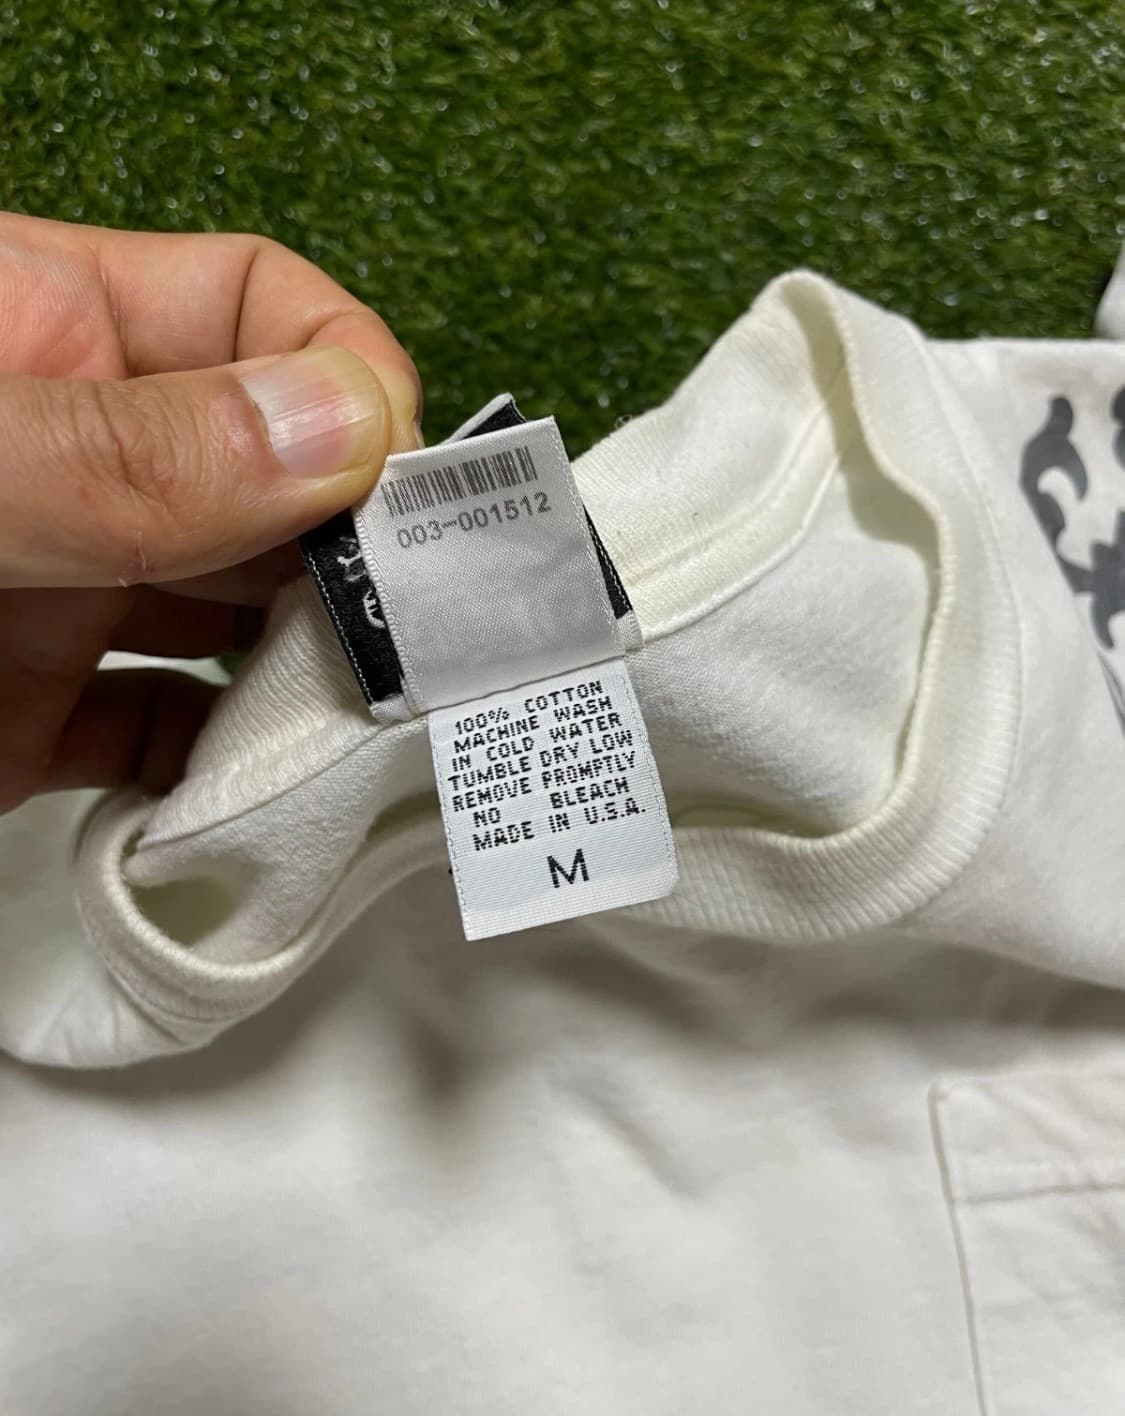 003-001512
100% COTTON
MACHINE WASH
IN COLD WATER
TUMBLE DRY LOW
REMOVE PROMPTLY
NO BLEACH
MADE IN U.S.A.
M